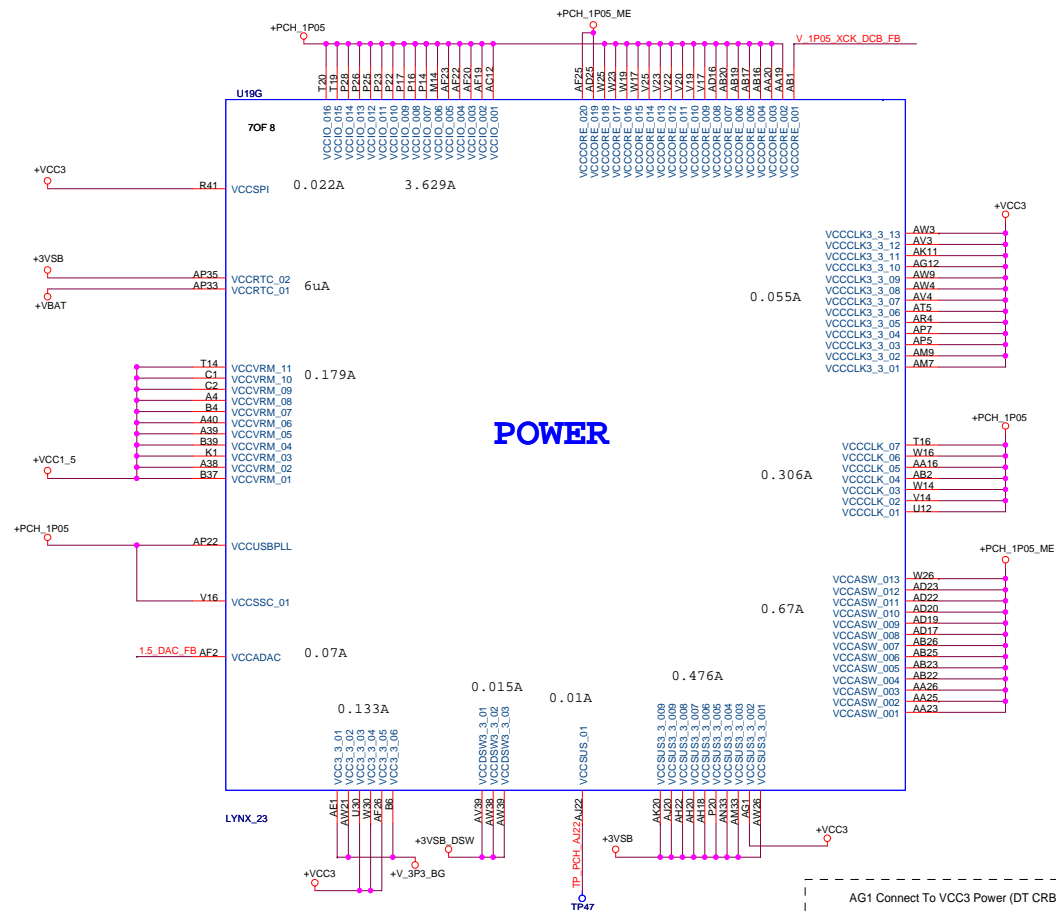 +PCH_1P05_ME
+PCH_1P05
V_1P05_XCK_DCB_FB
T20
T19
P28
P26
P25
P23
P22
P17
P16
P14
M14
AF23
AF22
AF20
AF19
AG12
AF25
AD25
W25
W23
W19
W17
V25
V23
V22
V20
V19
V17
AD16
AB20
AB19
AB17
AB16
AA20
AA19
AB1
U19G
7OF 8
VCCIO_016
VCCIO_015
VCCIO_014
VCCIO_013
VCCIO_012
VCCIO_011
VCCIO_010
VCCIO_009
VCCIO_008
VCCIO_007
VCCIO_006
VCCIO_005
VCCIO_004
VCCIO_003
VCCIO_002
VCCIO_001
VCCCORE_020
VCCCORE_019
VCCCORE_018
VCCCORE_017
VCCCORE_016
VCCCORE_015
VCCCORE_014
VCCCORE_013
VCCCORE_012
VCCCORE_011
VCCCORE_010
VCCCORE_009
VCCCORE_008
VCCCORE_007
VCCCORE_006
VCCCORE_005
VCCCORE_004
VCCCORE_003
VCCCORE_002
VCCCORE_001
+VCC3
R41 VCCSPI 0.022A 3.629A
+3VSB
AP35 VCCRTC_02
AP33 VCCRTC_01 6uA
+VBAT
T14 VCCVRM_11
C1 VCCVRM_10 0.179A
C2 VCCVRM_09
A4 VCCVRM_08
B4 VCCVRM_07
A40 VCCVRM_06
A39 VCCVRM_05
B39 VCCVRM_04
K1 VCCVRM_03
A38 VCCVRM_02
B37 VCCVRM_01
+VCC1_5
+PCH_1P05
AP22 VCCUSBPLL
V16 VCCSSC_01
1.5_DAC_FB AF2 VCCADAC 0.07A
POWER
+VCC3
VCCCLK3_3_13 AW3
VCCCLK3_3_12 AV3
VCCCLK3_3_11 AK11
VCCCLK3_3_10 AG12
VCCCLK3_3_09 AW9
VCCCLK3_3_08 AW4
VCCCLK3_3_07 AV4
VCCCLK3_3_06 AT5
VCCCLK3_3_05 AR4
VCCCLK3_3_04 AP7
VCCCLK3_3_03 AP5
VCCCLK3_3_02 AM9
VCCCLK3_3_01 AM7
0.055A
+PCH_1P05
VCCCLK_07 T16
VCCCLK_06 W16
VCCCLK_05 AA16
VCCCLK_04 AB2
VCCCLK_03 W14
VCCCLK_02 V14
VCCCLK_01 U12
0.306A
+PCH_1P05_ME
VCCASW_013 W26
VCCASW_012 AD23
VCCASW_011 AD22
VCCASW_010 AD20
VCCASW_009 AD19
VCCASW_008 AD17
VCCASW_007 AB26
VCCASW_006 AB25
VCCASW_005 AB23
VCCASW_004 AB22
VCCASW_003 AA26
VCCASW_002 AA25
VCCASW_001 AA23
0.67A
0.133A
0.015A
0.01A
0.476A
VCC3_3_01
VCC3_3_02
VCC3_3_03
VCC3_3_04
VCC3_3_05
VCC3_3_06
VCCDSW3_3_01
VCCDSW3_3_02
VCCDSW3_3_03
VCCSUS_01
VCCSUS3_3_009
VCCSUS3_3_009
VCCSUS3_3_008
VCCSUS3_3_007
VCCSUS3_3_006
VCCSUS3_3_005
VCCSUS3_3_004
VCCSUS3_3_003
VCCSUS3_3_002
VCCSUS3_3_001
AE1
AW21
U30
W30
AF26
B6
AV39
AW38
AW39
AJ22
AK20
AJ20
AH22
AH20
AH18
P20
AN33
AM33
AG1
AW26
LYNX_23
+3VSB_DSW
TP_PCH_AJ22
+3VSB
+VCC3
+VCC3
+V_3P3_BG
TP47
AG1 Connect To VCC3 Power (DT CRB